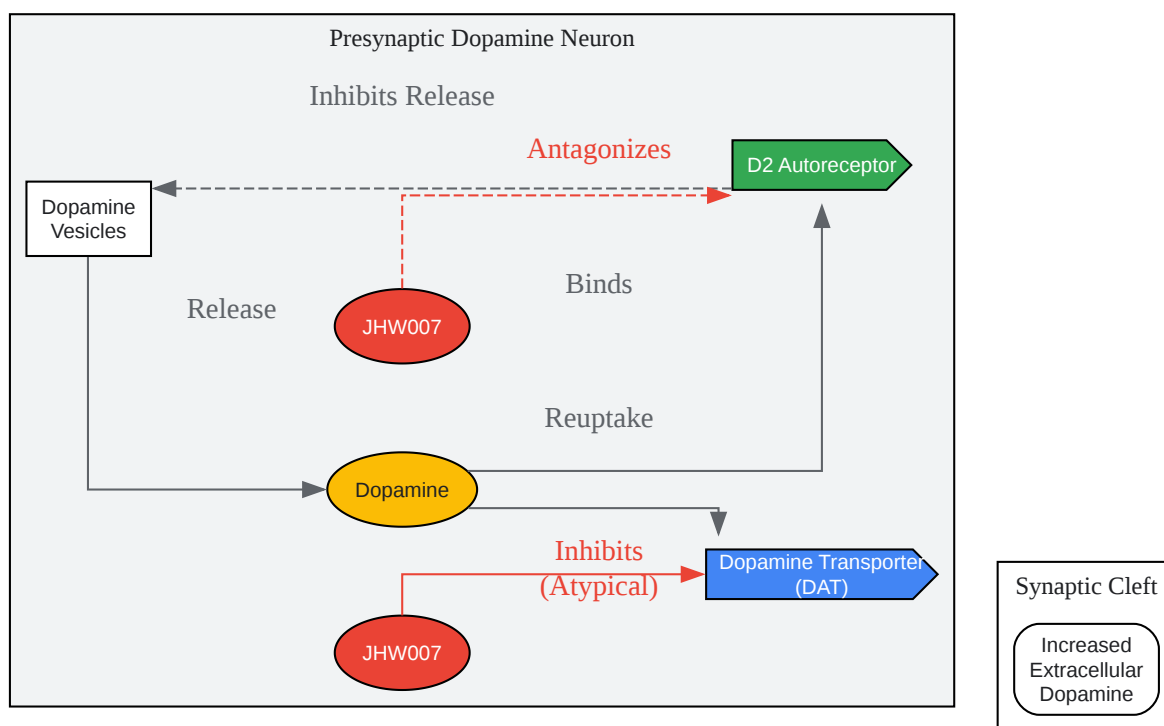 Presynaptic Dopamine Neuron
Inhibits Release
Antagonizes
D2 Autoreceptor
Dopamine
Vesicles
Binds
Release
JHW007
Reuptake
Dopamine
Inhibits
(Atypical)
Dopamine Transporter
(DAT)
JHW007
Synaptic Cleft
Increased
Extracellular
Dopamine